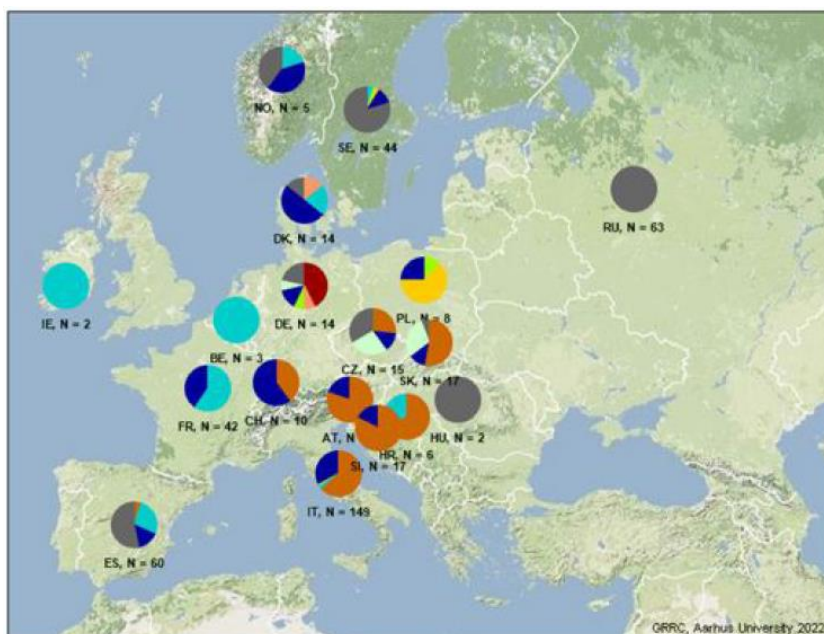 NO, N = 5
SE, N = 44
RU, N = 63
DK, N = 14
IE, N = 2
DE, N = 14
PL, N = 8
BE, N = 3
CZ, N = 15
SK, N = 17
FR, N = 42
CH, N = 10
AT, N
HU, N = 2
HR, N = 6
SI, N = 17
IT, N = 149
ES, N = 60
GRRC, Aarhus University 2022